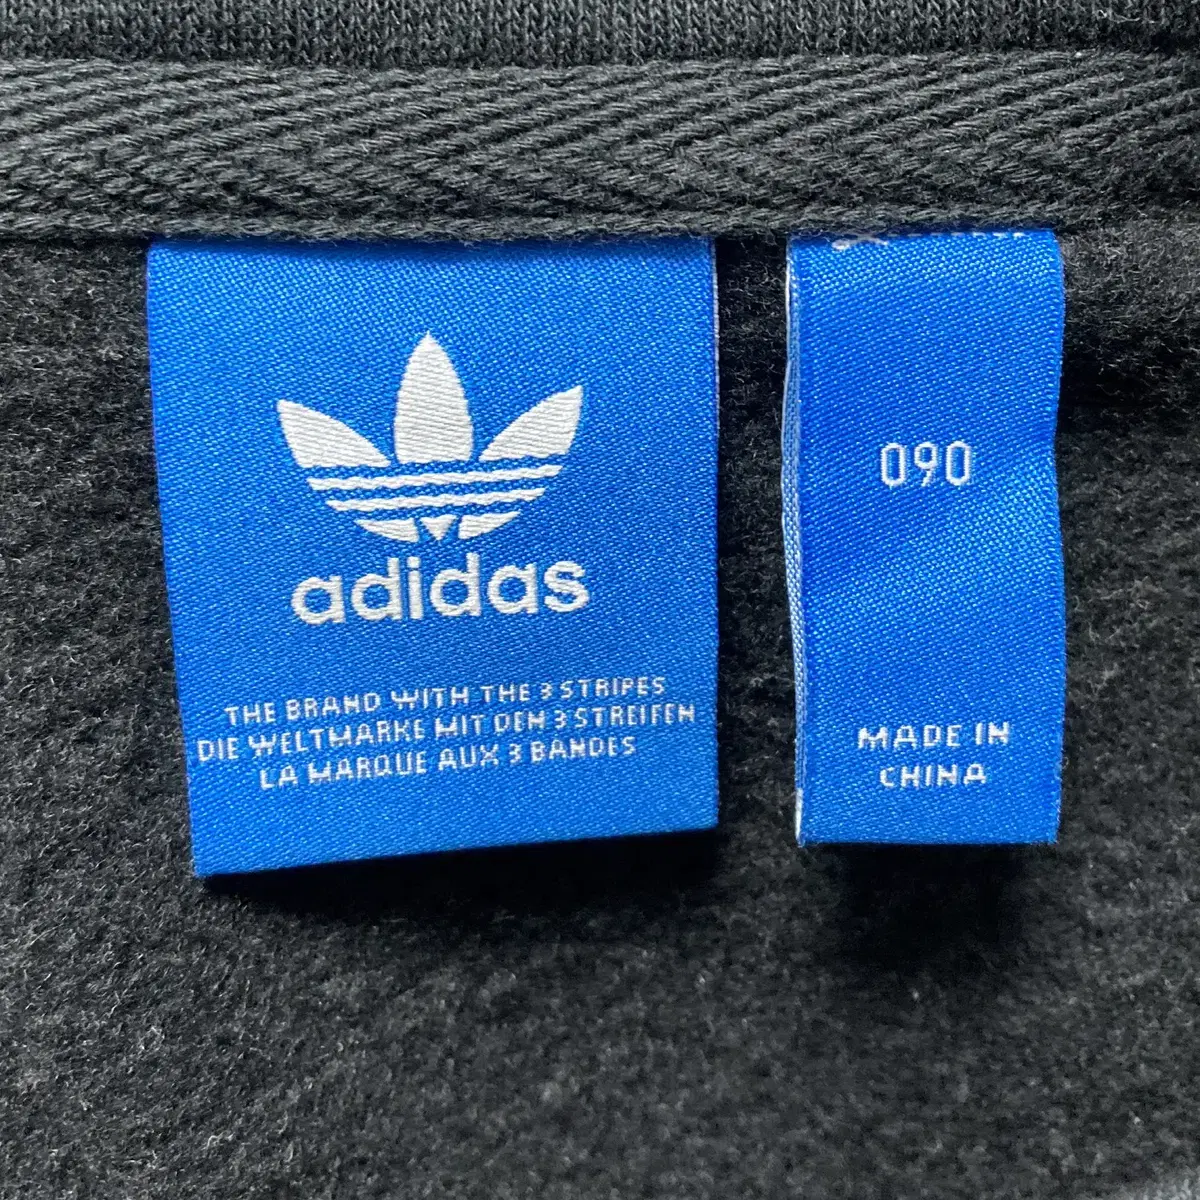 adidas
THE BRAND WITH THE 3 STRIPES
DIE WELTMARKE MIT DEN 3 STREIFEN
LA MARQUE AUX 3 BANDES
090
MADE IN
CHINA